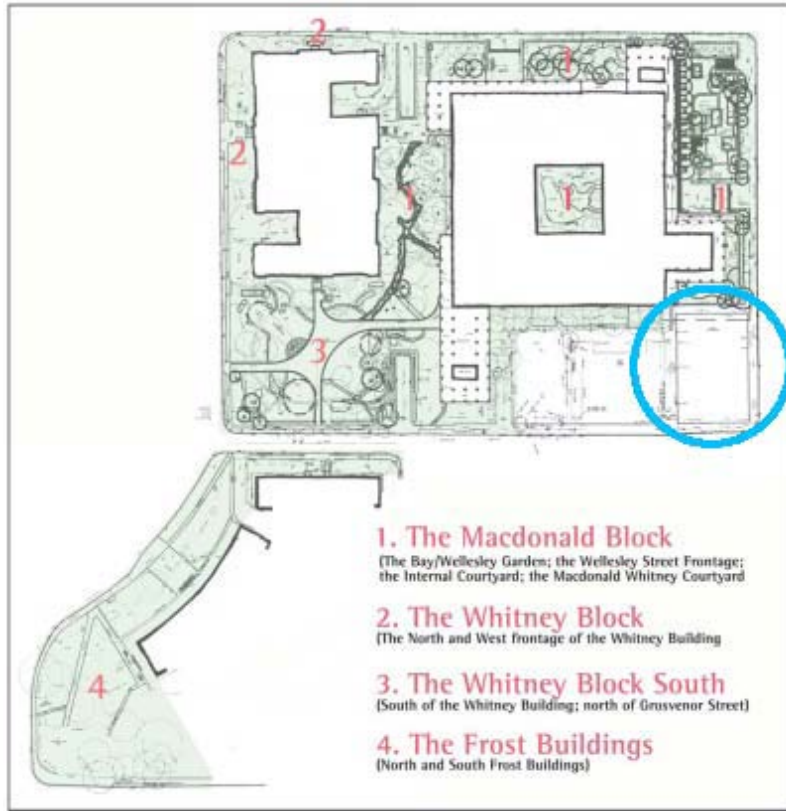 2
1
2
1
1
1
3
1. The Macdonald Block
(The Bay/Wellesley Garden; the Wellesley Street Frontage;
the Internal Courtyard; the Macdonald Whitney Courtyard
2. The Whitney Block
(The North and West frontage of the Whitney Building
4
3. The Whitney Block South
(South of the Whitney Building; north of Grosvenor Street)
4. The Frost Buildings
(North and South Frost Buildings)